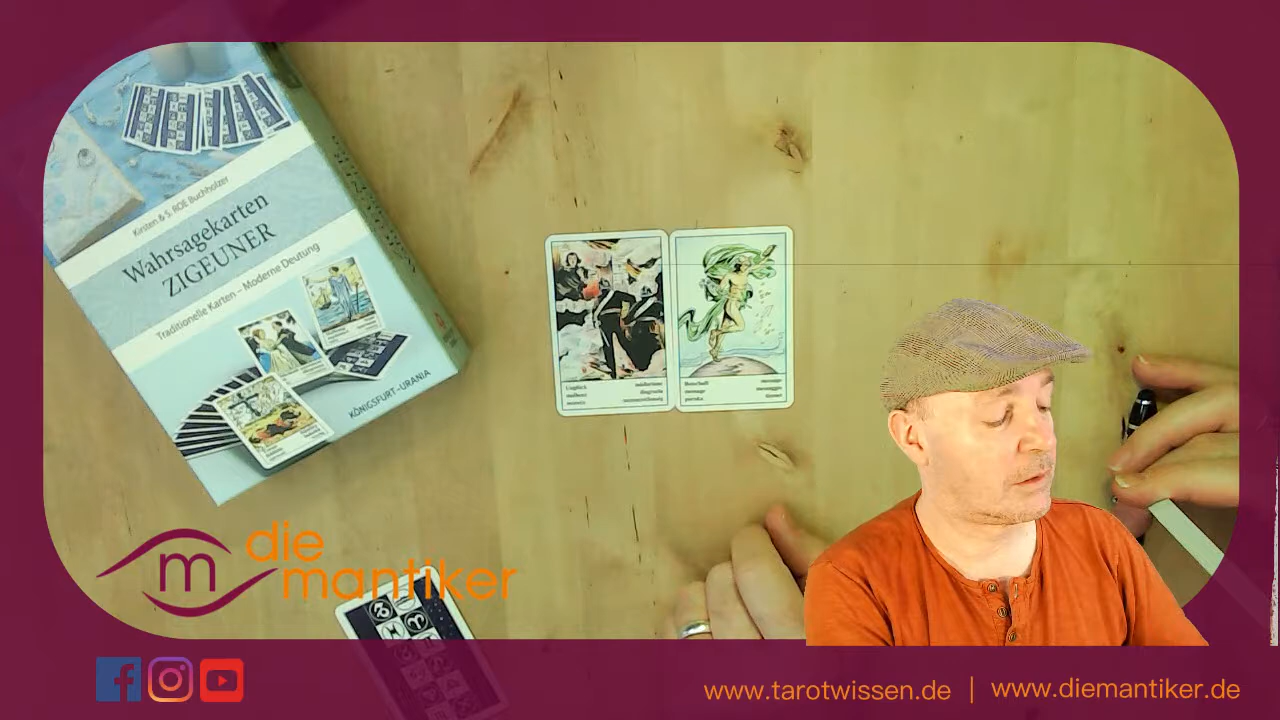 Kirsten & S. ROE Buchholzer
Wahrsagekarten
ZIGEUNER
Traditionelle Karten – Moderne Deutung
KÖNIGSFURT-URANIA
Unglück
Botschaft
message
m
die
mantiker
www.tarotwissen.de | www.diemantiker.de